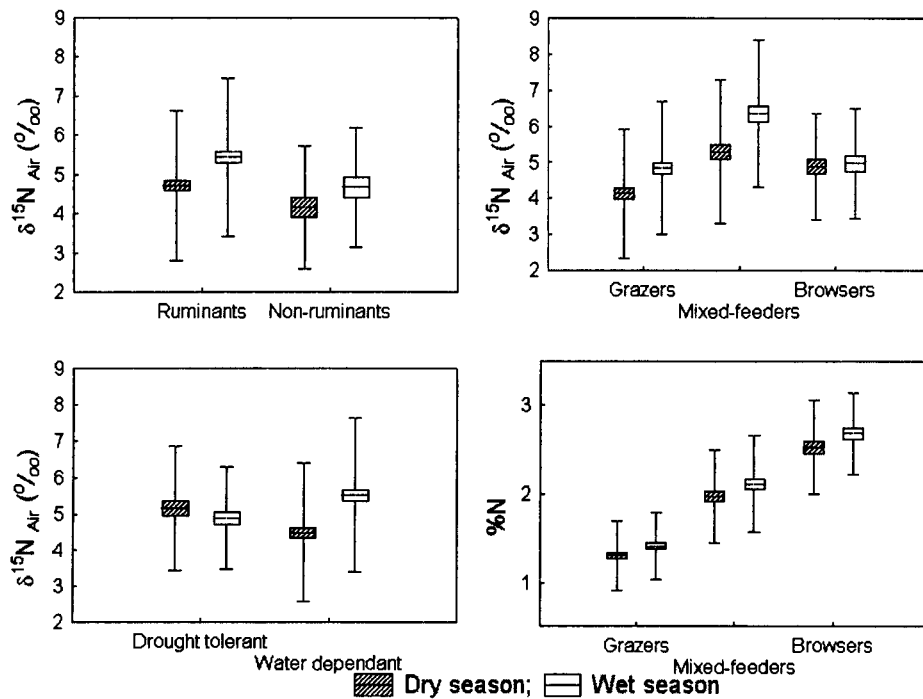 9
8
7
6
5
4
3
2
δ¹⁵N Air (‰)
Ruminants Non-ruminants
9
8
7
6
5
4
3
2
δ¹⁵N Air (‰)
Grazers Browsers
Mixed-feeders
9
8
7
6
5
4
3
2
δ¹⁵N Air (‰)
Drought tolerant
Water dependant
3
2
1
%N
Grazers Browsers
Mixed-feeders
Dry season; Wet season